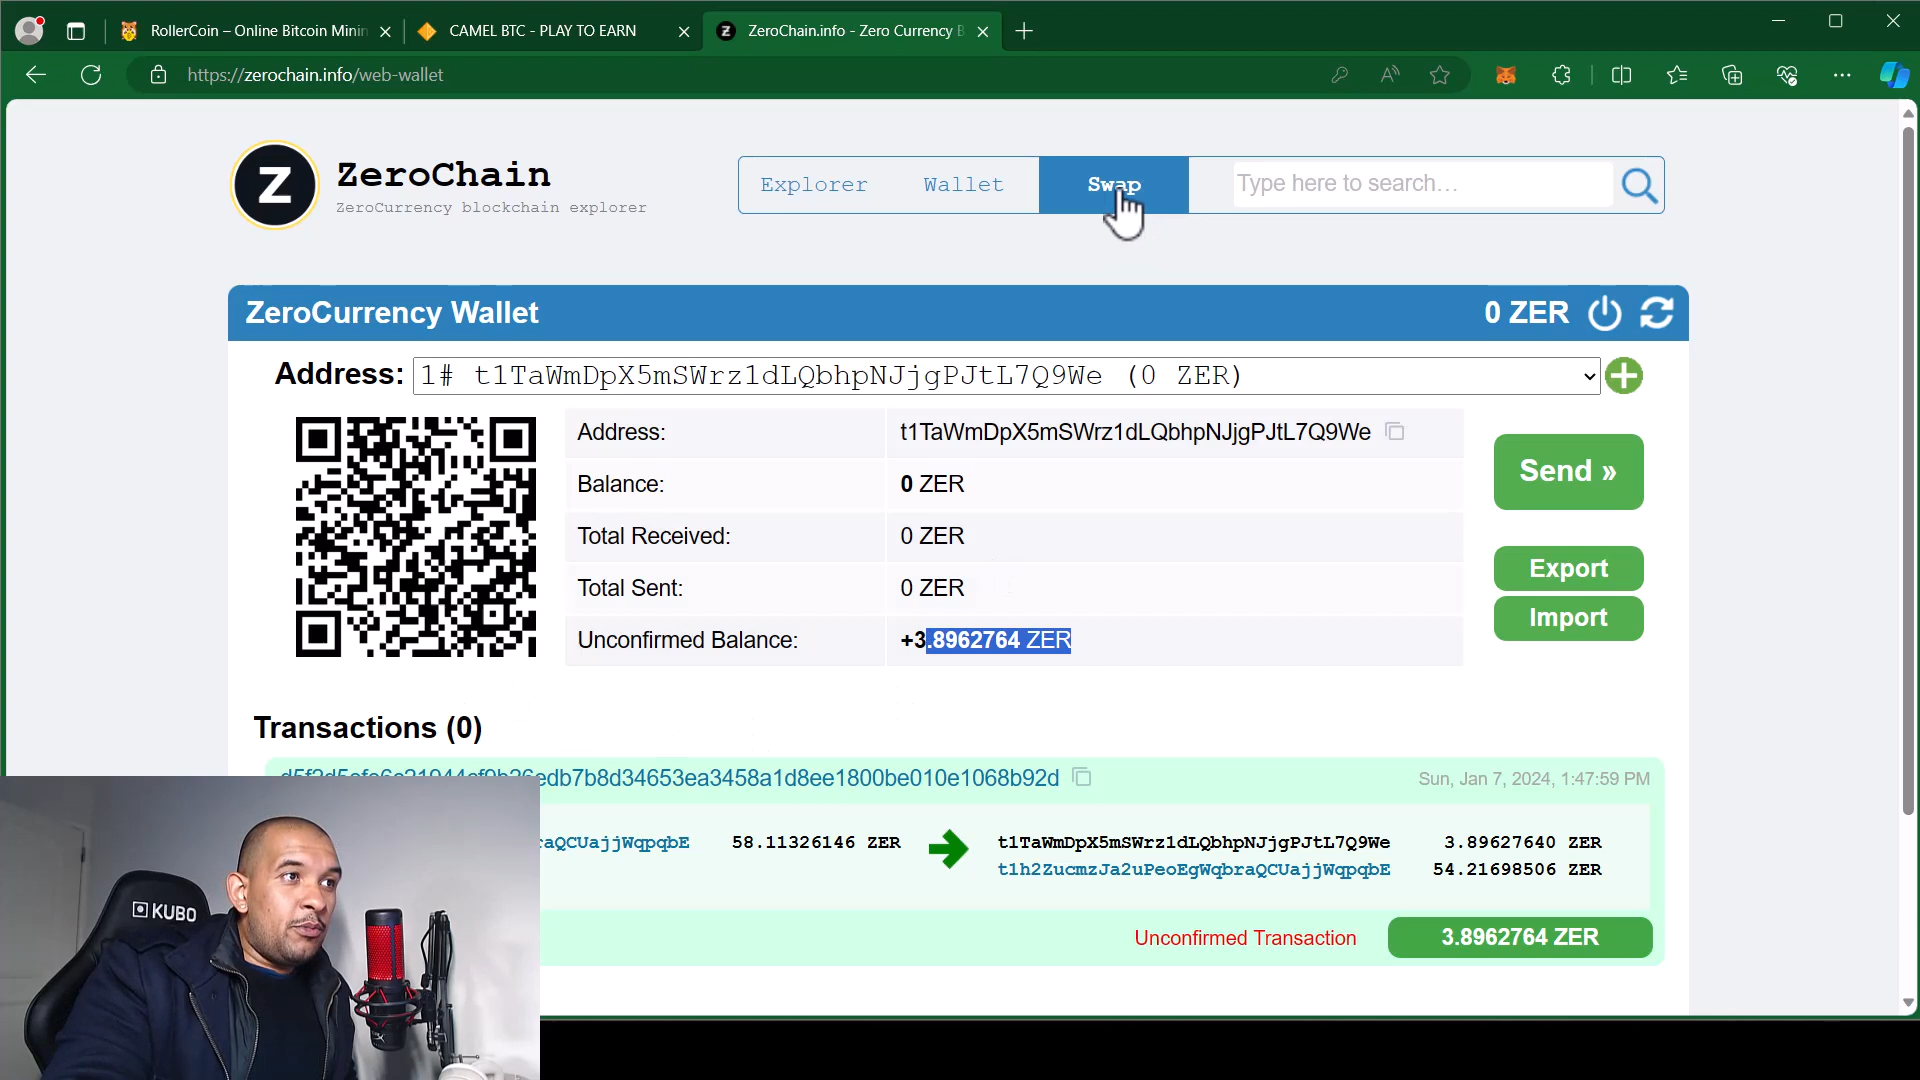 RollerCoin – Online Bitcoin Minin
CAMEL BTC - PLAY TO EARN
ZeroChain.info - Zero Currency B
https://zerochain.info/web-wallet
Z
ZeroChain
ZeroCurrency blockchain explorer
Explorer
Wallet
Swap
Type here to search...
ZeroCurrency Wallet
0 ZER
Address: 1# t1TaWmDpX5mSWrz1dLQbhpNJjgPJtL7Q9We (0 ZER)
Address: t1TaWmDpX5mSWrz1dLQbhpNJjgPJtL7Q9We
Balance: 0 ZER
Total Received: 0 ZER
Total Sent: 0 ZER
Unconfirmed Balance: +3.8962764 ZER
Send »
Export
Import
Transactions (0)
edb7b8d34653ea3458a1d8ee1800be010e1068b92d
Sun, Jan 7, 2024, 1:47:59 PM
raQCUajjWqpqbE 58.11326146 ZER
t1TaWmDpX5mSWrz1dLQbhpNJjgPJtL7Q9We 3.89627640 ZER
t1h2ZucmzJa2uPeoEgWqbraQCUajjWqpqbE 54.21698506 ZER
Unconfirmed Transaction 3.8962764 ZER
KUBO